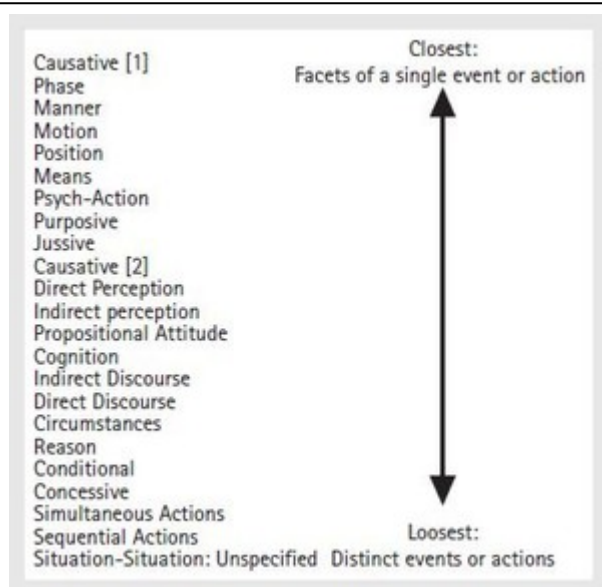 Closest:
Causative [1]
Facets of a single event or action
Phase
Manner
Motion
Position
Means
Psych-Action
Purposive
Jussive
Causative [2]
Direct Perception
Indirect perception
Propositional Attitude
Cognition
Indirect Discourse
Direct Discourse
Circumstances
Reason
Conditional
Concessive
Simultaneous Actions
Sequential Actions
Loosest:
Situation-Situation: Unspecified
Distinct events or actions